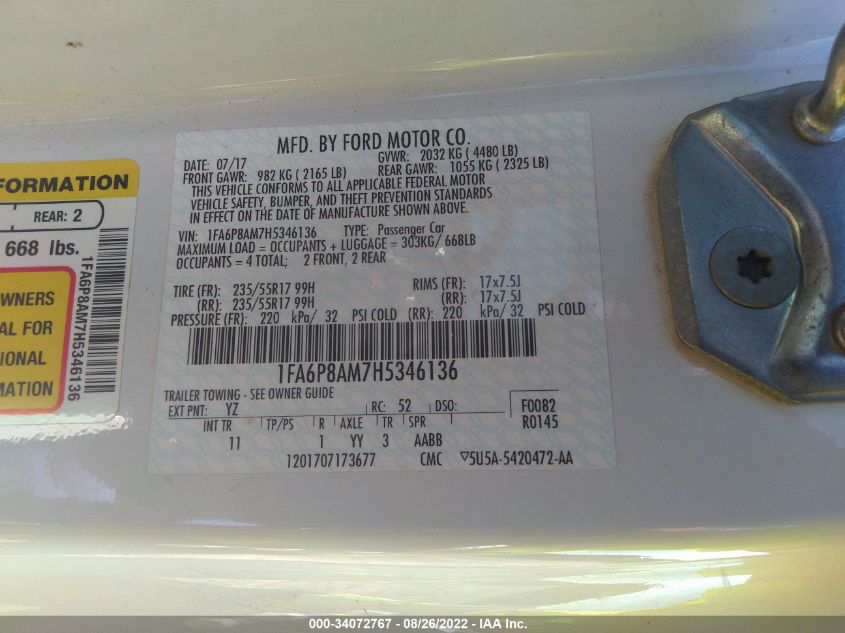 MFD. BY FORD MOTOR CO.
DATE: 07/17 GVWR: 2032 KG ( 4480 LB)
FRONT GAWR: 982 KG ( 2165 LB) REAR GAWR: 1055 KG ( 2325 LB)
THIS VEHICLE CONFORMS TO ALL APPLICABLE FEDERAL MOTOR
VEHICLE SAFETY, BUMPER, AND THEFT PREVENTION STANDARDS
IN EFFECT ON THE DATE OF MANUFACTURE SHOWN ABOVE.
VIN: 1FA6P8AM7H5346136 TYPE: Passenger Car
MAXIMUM LOAD = OCCUPANTS + LUGGAGE = 303KG/ 668LB
OCCUPANTS = 4 TOTAL; 2 FRONT, 2 REAR
TIRE (FR): 235/55R17 99H RIMS (FR): 17x7.5J
(RR): 235/55R17 99H (RR): 17x7.5J
PRESSURE (FR): 220 kPa/ 32 PSI COLD (RR): 220 kPa/ 32 PSI COLD
1FA6P8AM7H5346136
TRAILER TOWING - SEE OWNER GUIDE
EXT PNT: YZ RC: 52 DSO: F0082
INT TR TP/PS R AXLE TR SPR R0145
11 1 YY 3 AABB
1201707173677 CMC ▽5U5A-5420472-AA
FORMATION
REAR: 2
668 lbs.
OWNERS
AL FOR
IONAL
MATION
1FA6P8AM7H5346136
000-34072767 - 08/26/2022 - IAA Inc.